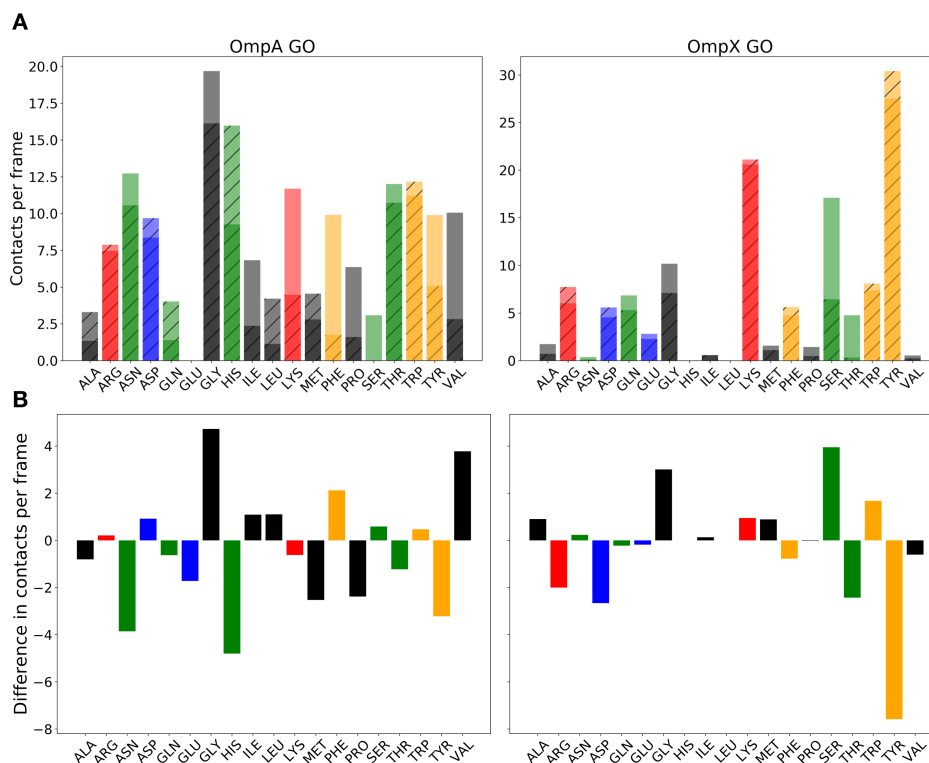 A
OmpA GO
OmpX GO
Contacts per frame
20.0
17.5
15.0
12.5
10.0
7.5
5.0
2.5
0.0
30
25
20
15
10
5
0
ALA ARG ASN ASP GLN GLU GLY HIS ILE LEU LYS MET PHE PRO SER THR TRP TYR VAL
ALA ARG ASN ASP GLN GLU GLY HIS ILE LEU LYS MET PHE PRO SER THR TRP TYR VAL
B
Difference in contacts per frame
4
2
0
−2
−4
−6
−8
ALA ARG ASN ASP GLN GLU GLY HIS ILE LEU LYS MET PHE PRO SER THR TRP TYR VAL
ALA ARG ASN ASP GLN GLU GLY HIS ILE LEU LYS MET PHE PRO SER THR TRP TYR VAL